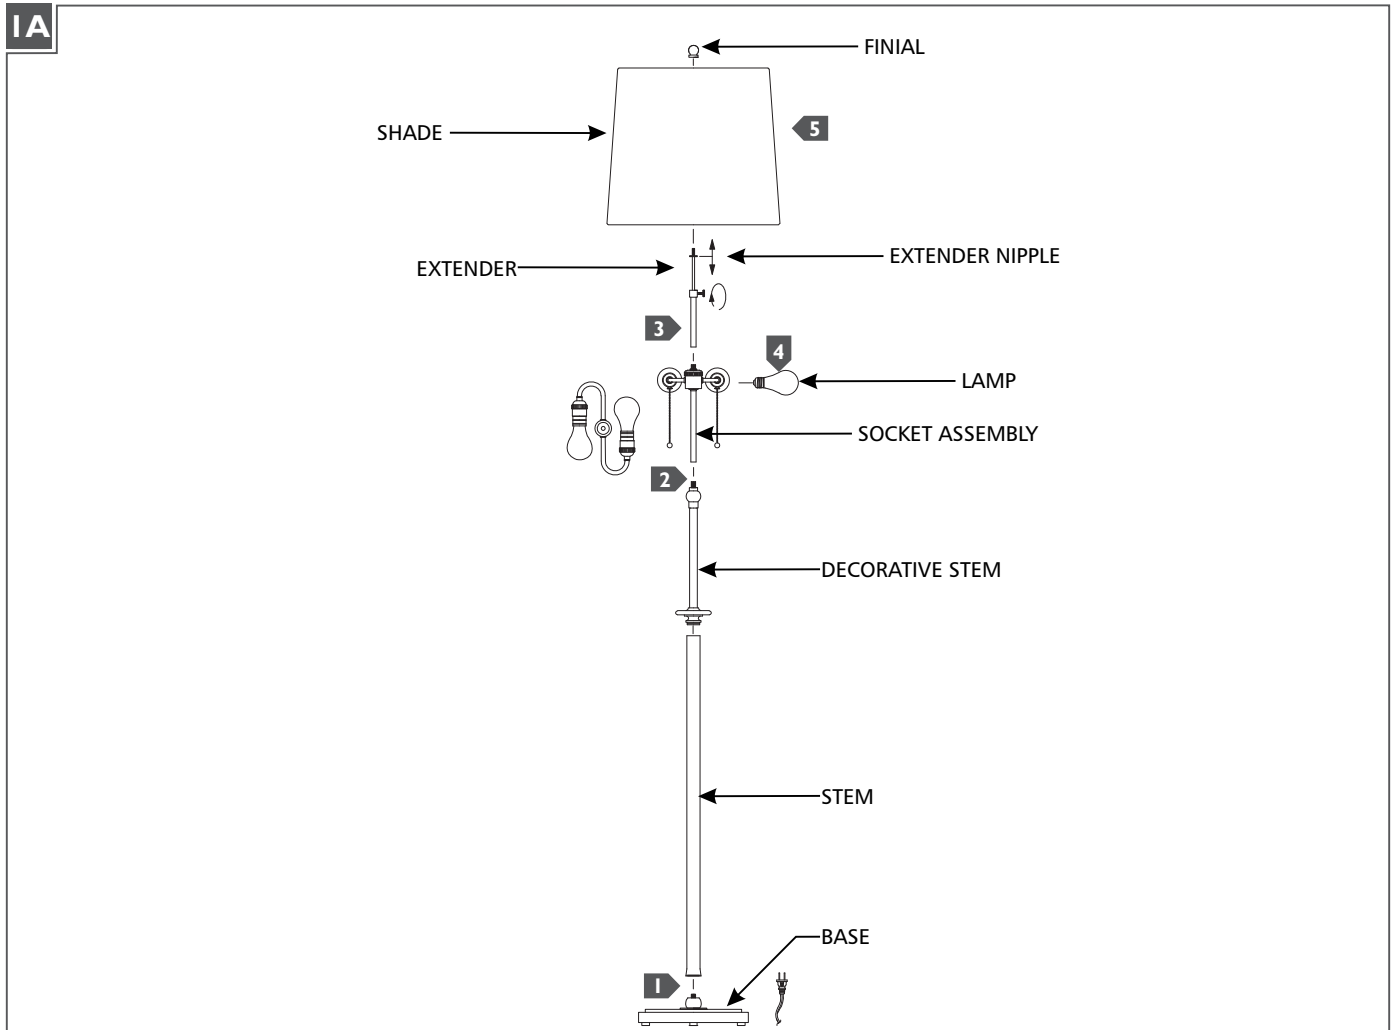 1A
FINIAL
SHADE
5
EXTENDER NIPPLE
EXTENDER
3
4
LAMP
SOCKET ASSEMBLY
2
DECORATIVE STEM
STEM
BASE
1